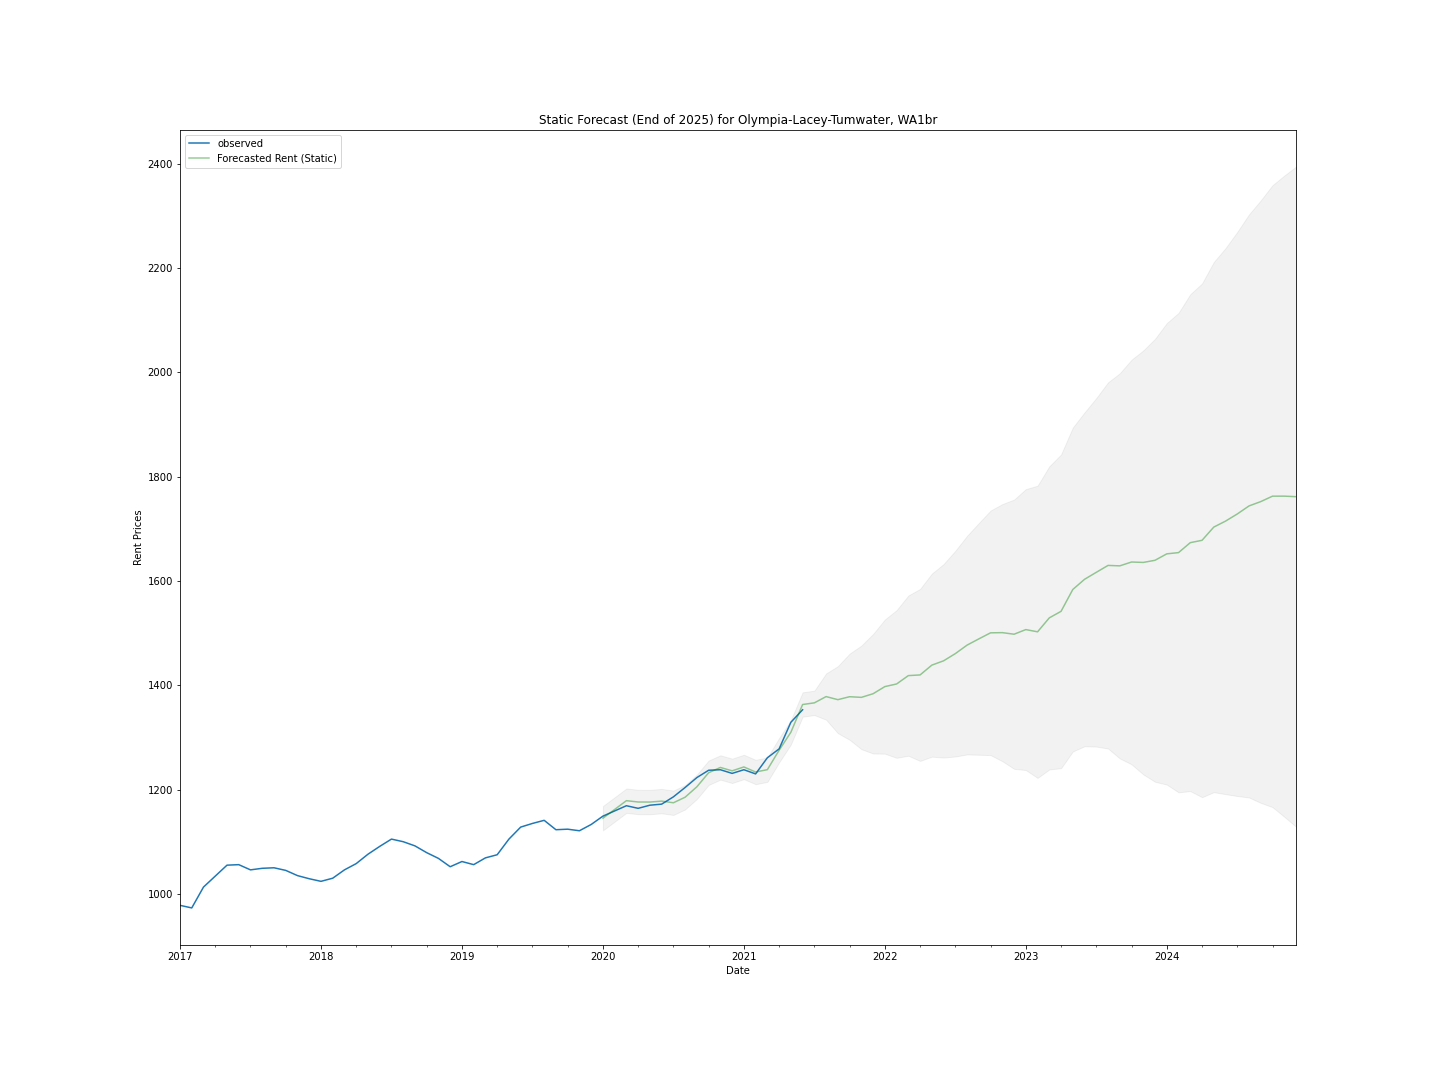 Static Forecast (End of 2025) for Olympia-Lacey-Tumwater, WA1br
observed
Forecasted Rent (Static)
2400
2200
2000
1800
1600
1400
1200
1000
Rent Prices
2017 2018 2019 2020 2021 2022 2023 2024
Date